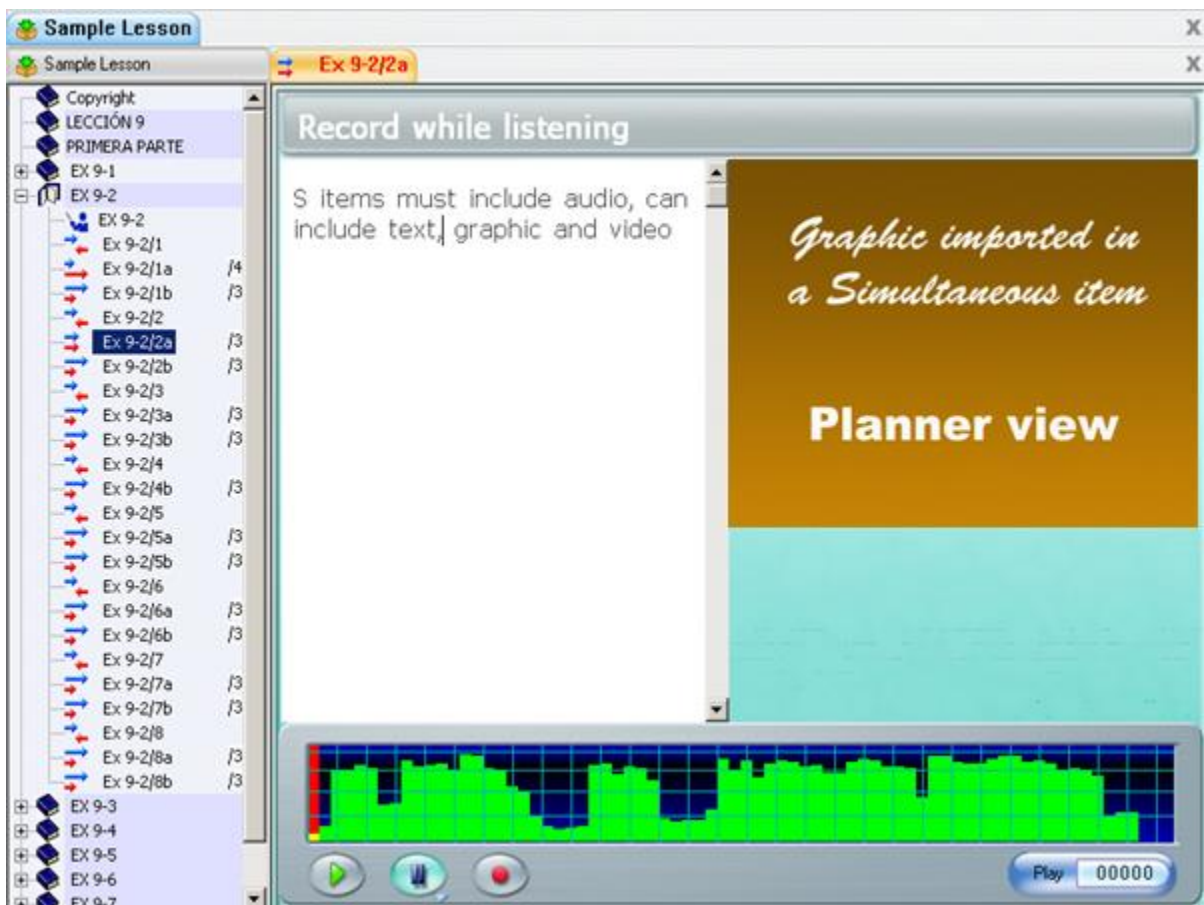 Sample Lesson
X
Sample Lesson
Ex 9-2/2a
X
Copyright
LECCIÓN 9
PRIMERA PARTE
EX 9-1
EX 9-2
EX 9-2
Ex 9-2/1
Ex 9-2/1a /4
Ex 9-2/1b /3
Ex 9-2/2
Ex 9-2/2a /3
Ex 9-2/2b /3
Ex 9-2/3
Ex 9-2/3a /3
Ex 9-2/3b /3
Ex 9-2/4
Ex 9-2/4b /3
Ex 9-2/5
Ex 9-2/5a /3
Ex 9-2/5b /3
Ex 9-2/6
Ex 9-2/6a /3
Ex 9-2/6b /3
Ex 9-2/7
Ex 9-2/7a /3
Ex 9-2/7b /3
Ex 9-2/8
Ex 9-2/8a /3
Ex 9-2/8b /3
EX 9-3
EX 9-4
EX 9-5
EX 9-6
EX 9-7
Record while listening
S items must include audio, can
include text, graphic and video
Graphic imported in
a Simultaneous item
Planner view
Play 00000